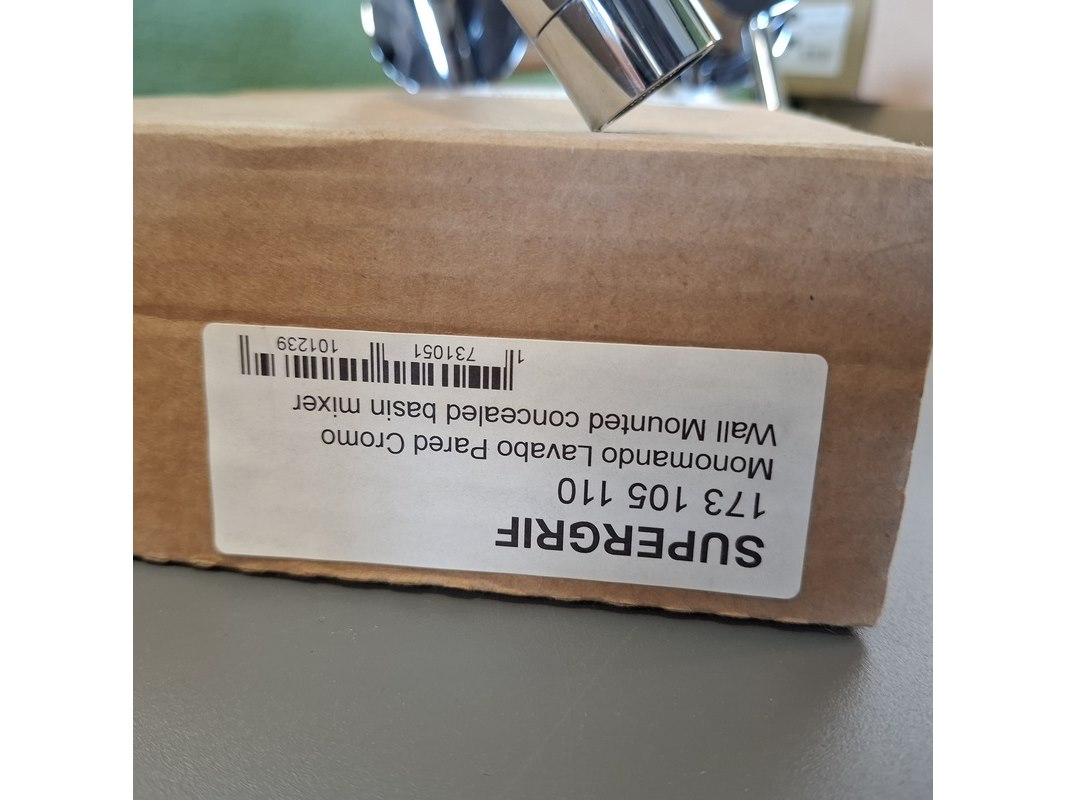 SUPERGRIF
173 105 110
Monomando Lavabo Pared Cromo
Wall Mounted concealed basin mixer
1 731051 101239